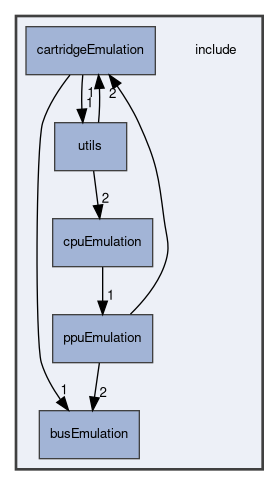 cartridgeEmulation
include
1
1
2
utils
2
cpuEmulation
1
ppuEmulation
1
2
busEmulation